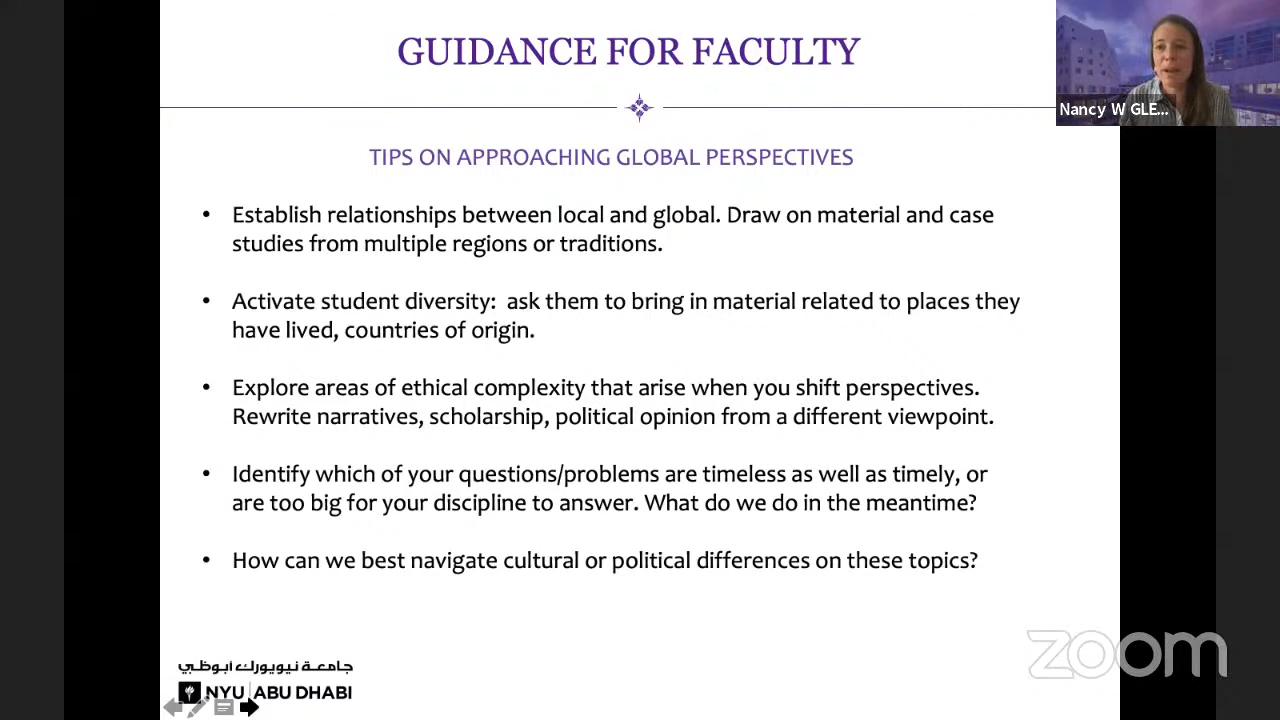 GUIDANCE FOR FACULTY
Nancy W GLE...
TIPS ON APPROACHING GLOBAL PERSPECTIVES
• Establish relationships between local and global. Draw on material and case
studies from multiple regions or traditions.
• Activate student diversity: ask them to bring in material related to places they
have lived, countries of origin.
• Explore areas of ethical complexity that arise when you shift perspectives.
Rewrite narratives, scholarship, political opinion from a different viewpoint.
• Identify which of your questions/problems are timeless as well as timely, or
are too big for your discipline to answer. What do we do in the meantime?
• How can we best navigate cultural or political differences on these topics?
جامعة نيويورك أبوظبي
NYU ABU DHABI
zoom